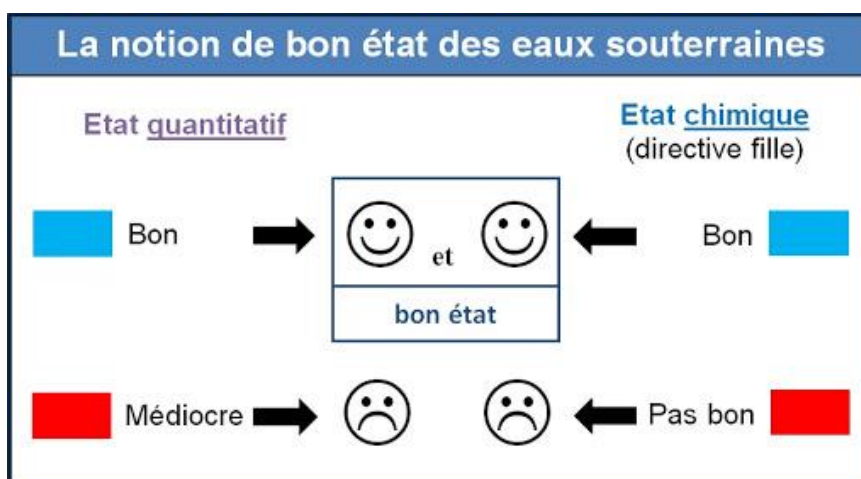 La notion de bon état des eaux souterraines
Etat quantitatif
Etat chimique
(directive fille)
Bon
et
Bon
bon état
Médiocre
Pas bon